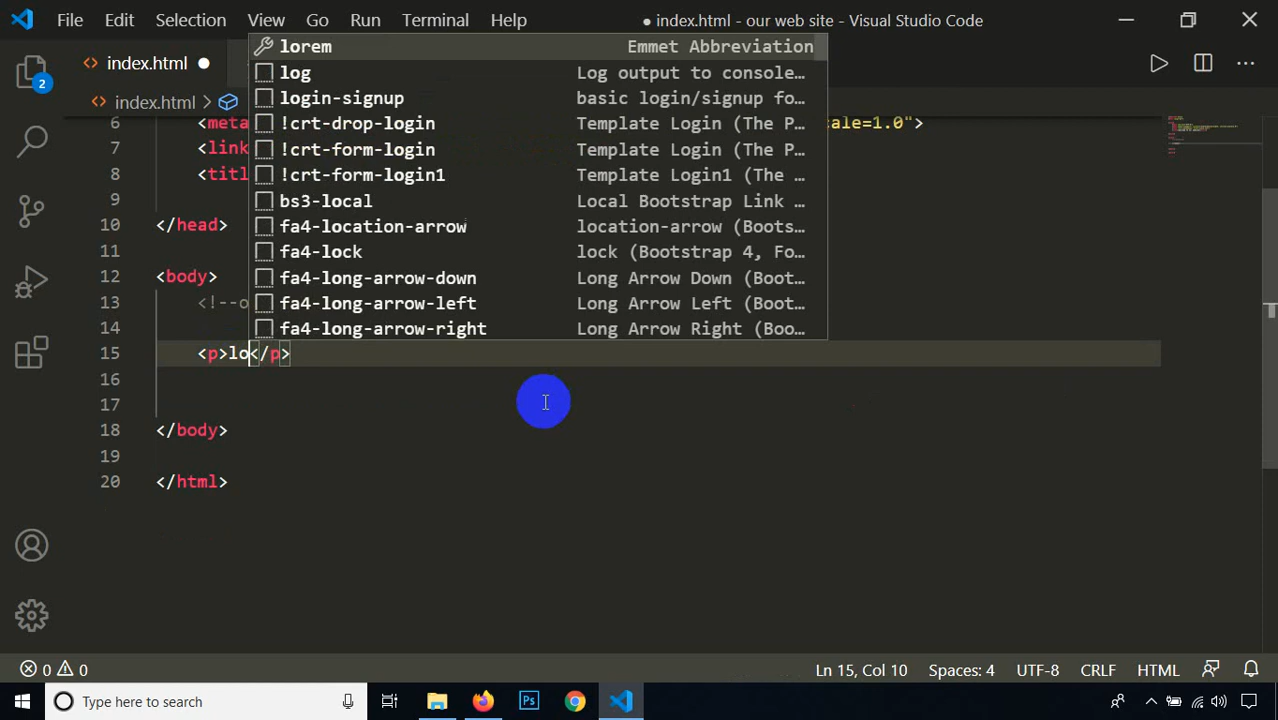 File Edit Selection View Go Run Terminal Help
● index.html - our web site - Visual Studio Code
<> index.html ●
<> index.html >
lorem Emmet Abbreviation
log Log output to console…
login-signup basic login/signup fo…
!crt-drop-login Template Login (The P…
!crt-form-login Template Login (The P…
!crt-form-login1 Template Login1 (The …
bs3-local Local Bootstrap Link …
fa4-location-arrow location-arrow (Boots…
fa4-lock lock (Bootstrap 4, Fo…
fa4-long-arrow-down Long Arrow Down (Boot…
fa4-long-arrow-left Long Arrow Left (Boot…
fa4-long-arrow-right Long Arrow Right (Boo…
2
6 <meta cale=1.0">
7 <link
8 <titl
9
10 </head>
11
12 <body>
13 <!--o
14
15 <p>lo</p>
16
17
18 </body>
19
20 </html>
0 0 Ln 15, Col 10 Spaces: 4 UTF-8 CRLF HTML
Type here to search
Ps